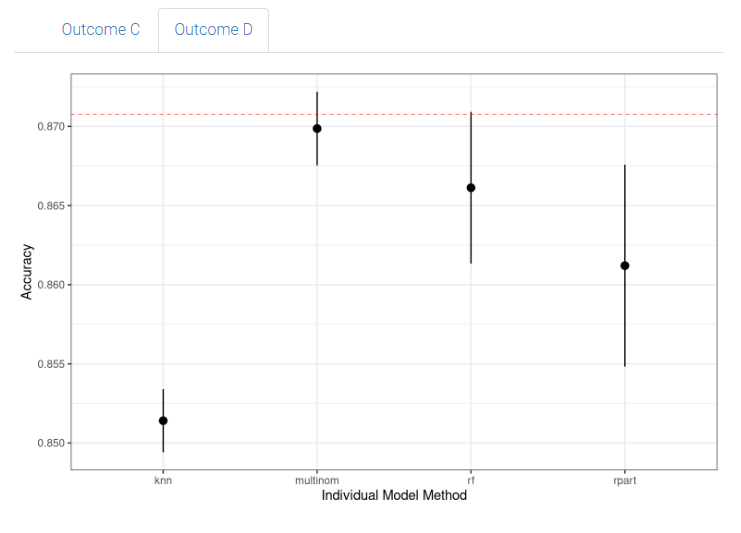 Outcome C
Outcome D
0.870
0.865
0.860
0.855
0.850
Accuracy
knn
multinom
rf
rpart
Individual Model Method